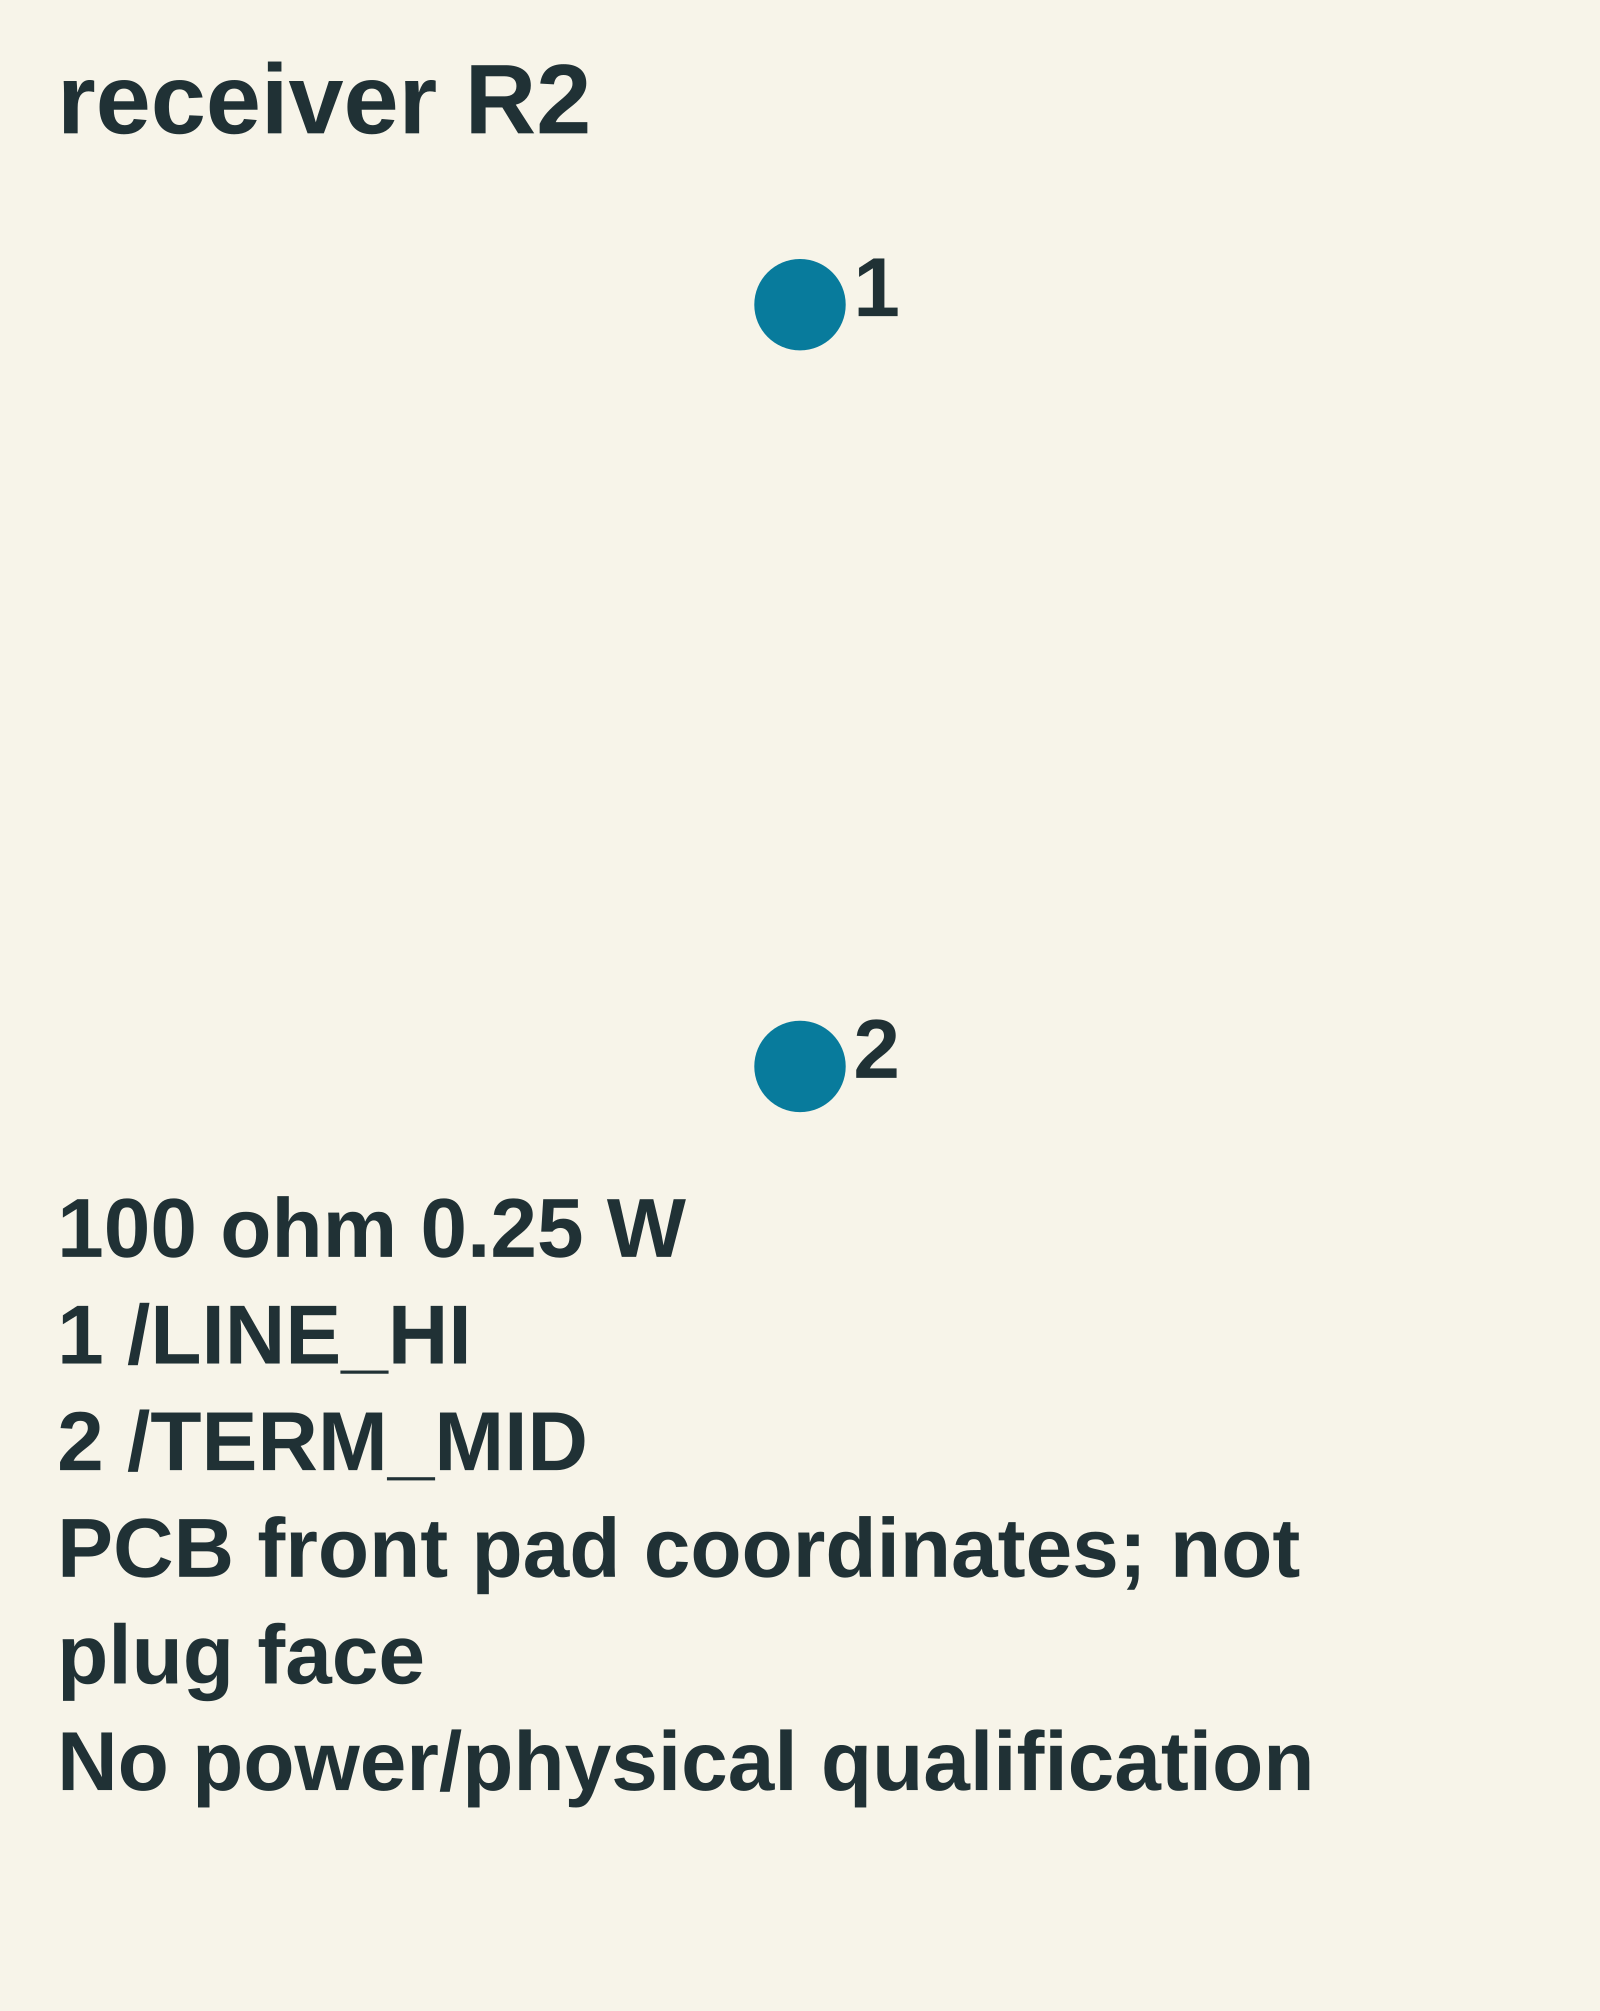 receiver R2
1
2
100 ohm 0.25 W
1 /LINE_HI
2 /TERM_MID
PCB front pad coordinates; not
plug face
No power/physical qualification